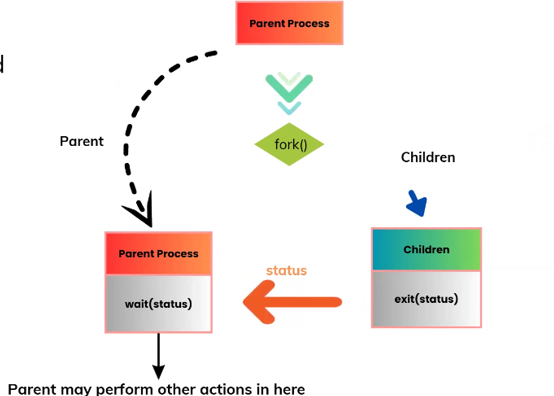 Parent Process
Parent
fork()
Children
Parent Process
wait(status)
status
Children
exit(status)
Parent may perform other actions in here